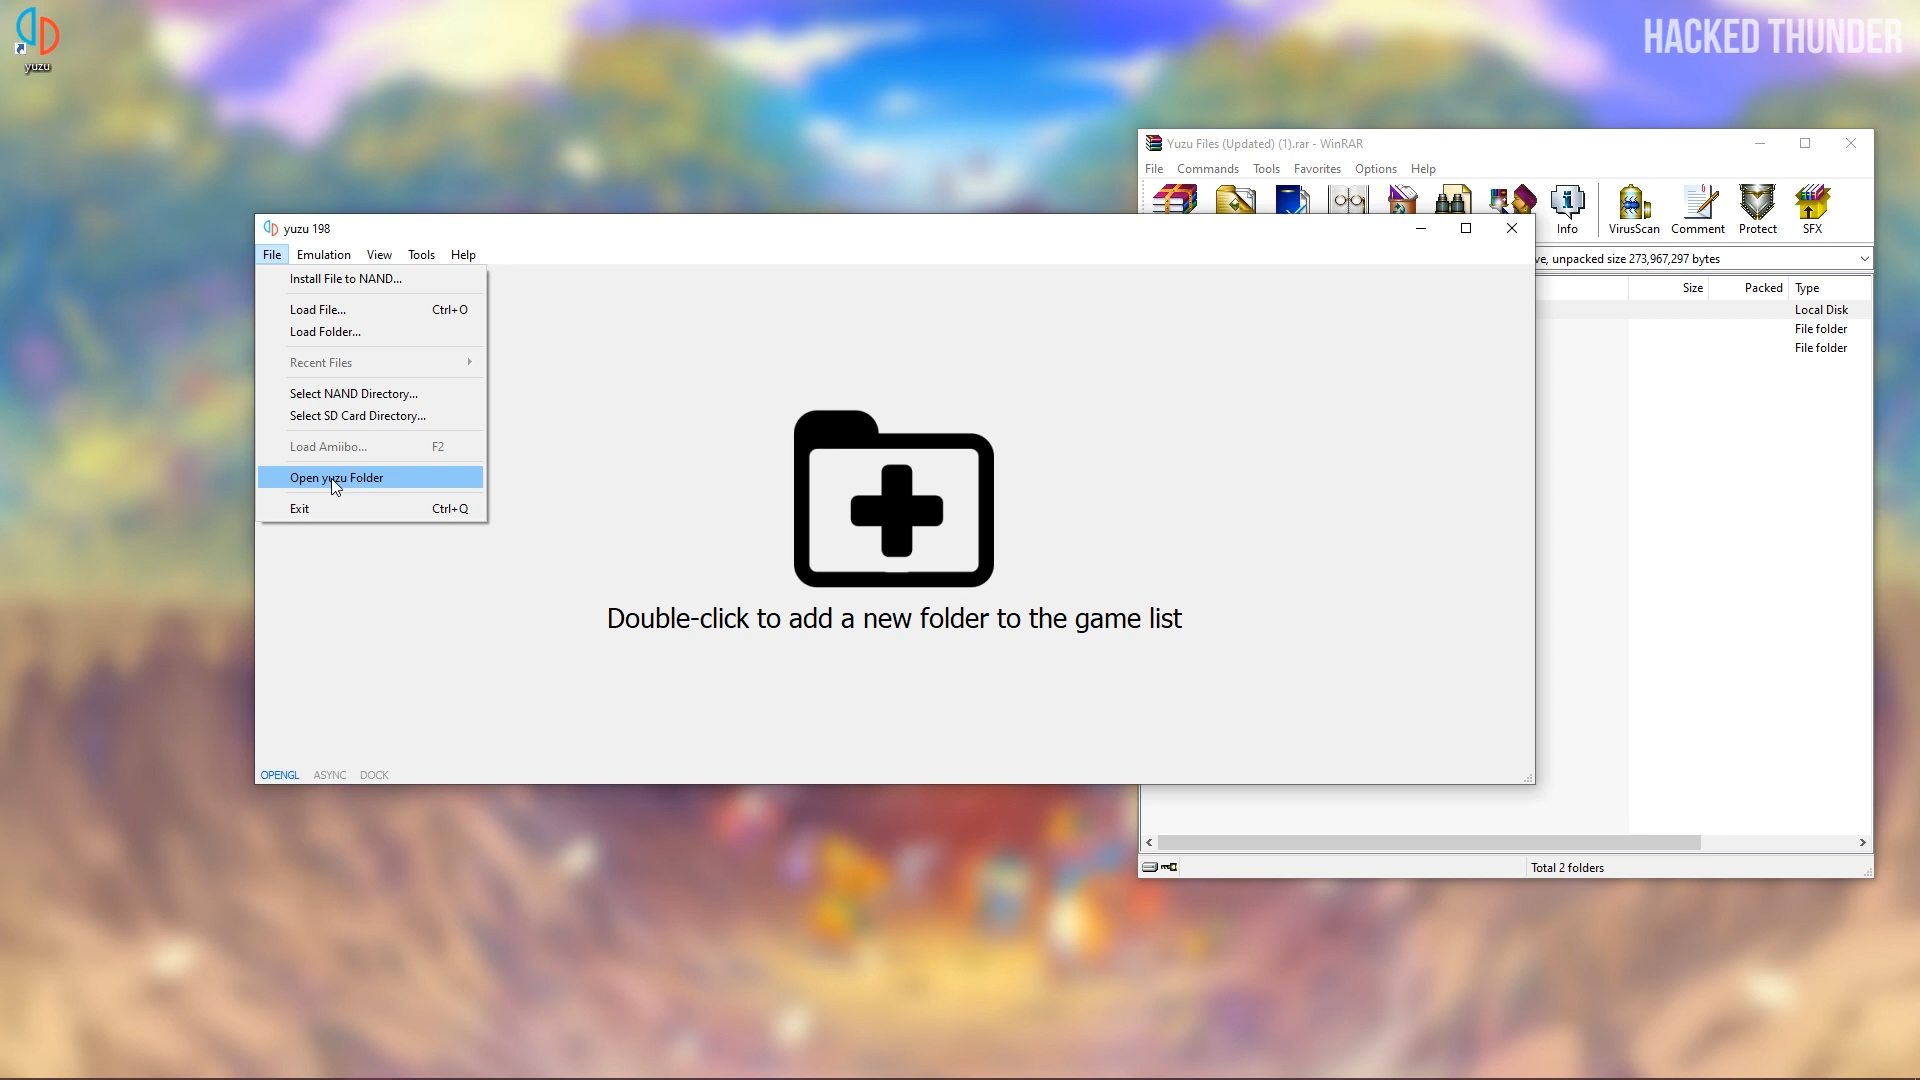 HACKED THUNDER
yuzu
Yuzu Files (Updated) (1).rar - WinRAR
File Commands Tools Favorites Options Help
Info VirusScan Comment Protect SFX
ve, unpacked size 273,967,297 bytes
Size Packed Type
Local Disk
File folder
File folder
Total 2 folders
yuzu 198
File Emulation View Tools Help
Install File to NAND...
Load File... Ctrl+O
Load Folder...
Recent Files
Select NAND Directory...
Select SD Card Directory...
Load Amiibo... F2
Open yuzu Folder
Exit Ctrl+Q
Double-click to add a new folder to the game list
OPENGL ASYNC DOCK